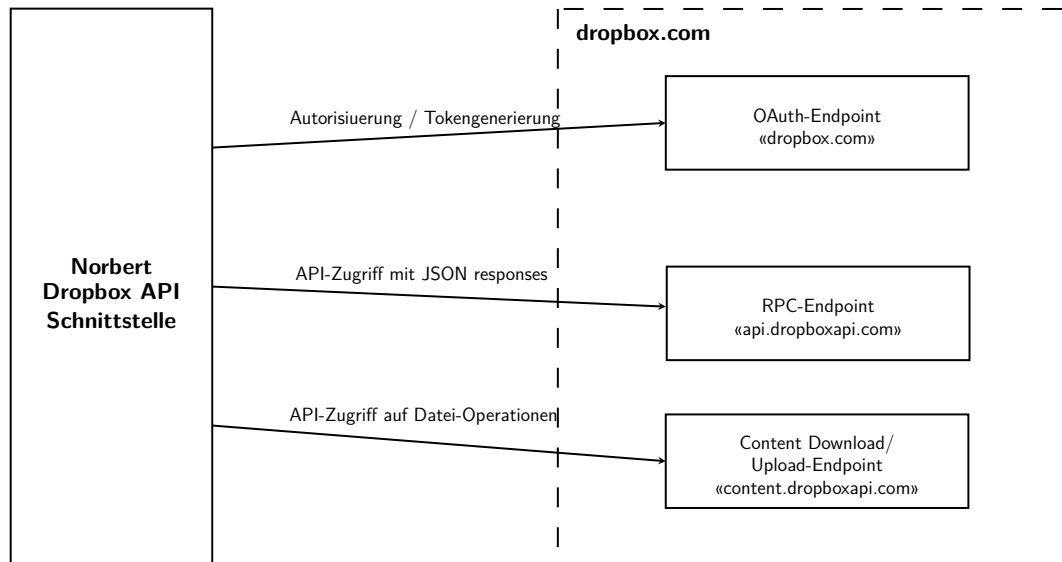 dropbox.com
Autorisiuerung / Tokengenerierung
OAuth-Endpoint
«dropbox.com»
Norbert
Dropbox API
Schnittstelle
API-Zugriff mit JSON responses
RPC-Endpoint
«api.dropboxapi.com»
API-Zugriff auf Datei-Operationen
Content Download/
Upload-Endpoint
«content.dropboxapi.com»